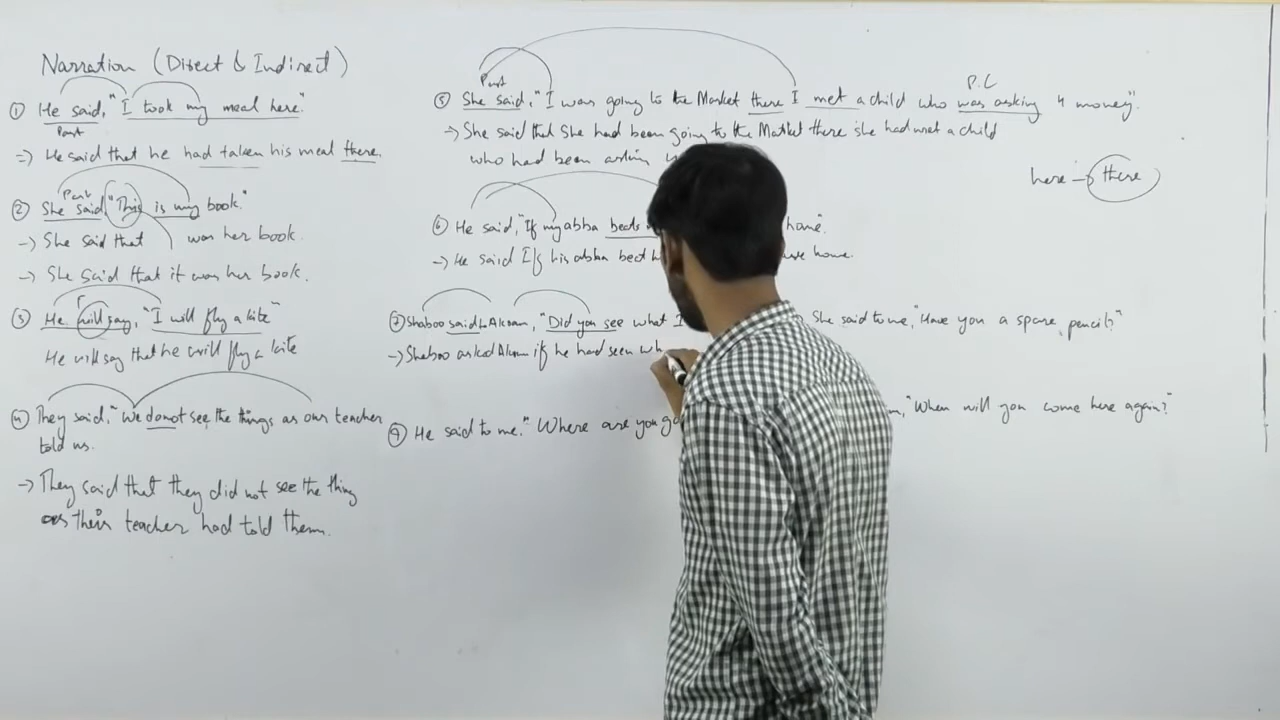 Narration (Direct & Indirect)
① He said, "I took my meal here."
Past
=> He said that he had taken his meal there.
Past
② She said "This is my book."
-> She said that was her book.
-> She said that it was her book.
③ He will say, "I will fly a kite"
He will say that he will fly a kite
④ They said, "We donot see the things as our teacher
told us.
-> They said that they did not see the thing
as their teacher had told them.
Past P.C
⑤ She said, "I was going to the Market there I met a child who was asking 4 money".
-> She said that she had been going to the Market there she had met a child
who had been asking
here -> there
⑥ He said, "If my abba beats home".
-> He said If his abba beat home.
⑦ Shaboo said to Akram, "Did you see what I
-> Shaboo asked Akram if he had seen wh
She said to me, "Have you a spare pencil?"
⑨ He said to me." Where are you
"When will you come here again?"